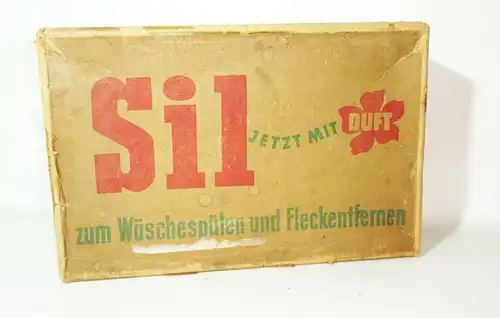 Sil
JETZT MIT DUFT
zum Wäschespülen und Fleckentfernen